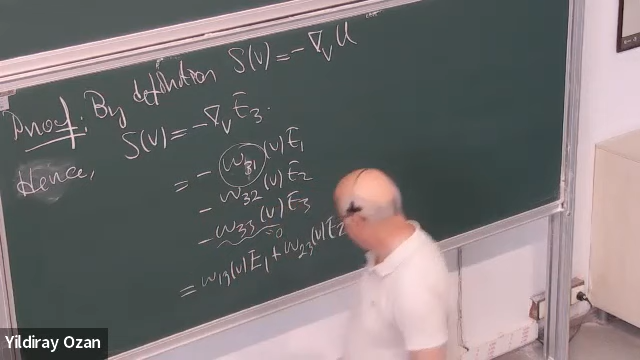 Proof: By definition S(v) = -∇_v U
Hence, S(v) = -∇_v E_3.
= -ω_31(v)E_1
-ω_32(v)E_2
-ω_33(v)E_3
=0
= ω_13(v)E_1 + ω_23(v)E_2
Yildiray Ozan